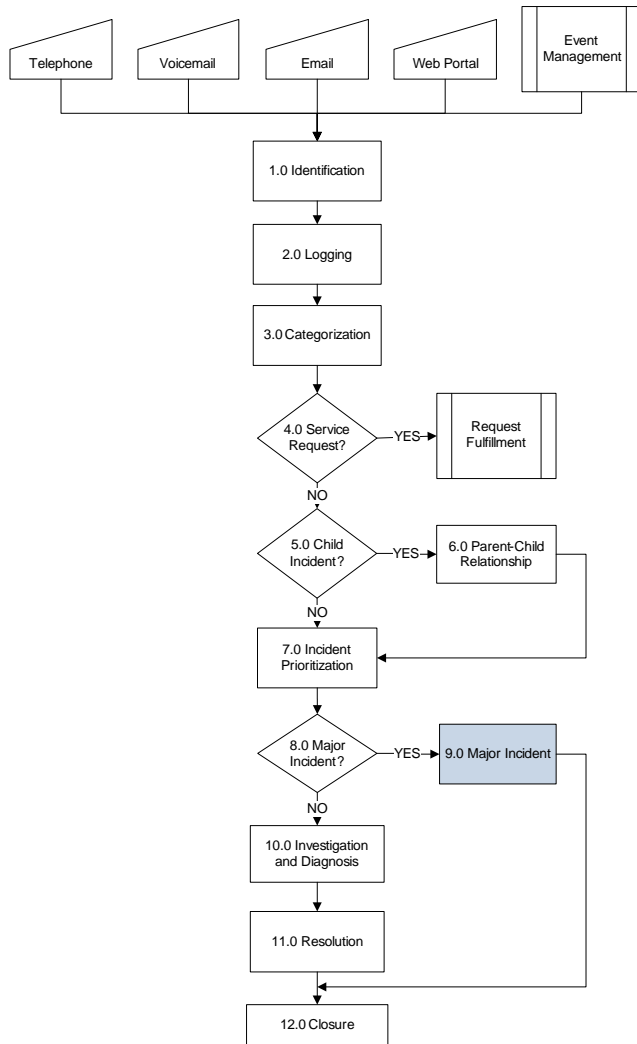 Telephone
Voicemail
Email
Web Portal
Event
Management
1.0 Identification
2.0 Logging
3.0 Categorization
4.0 Service
Request?
YES
Request
Fulfillment
NO
5.0 Child
Incident?
YES
6.0 Parent-Child
Relationship
NO
7.0 Incident
Prioritization
8.0 Major
Incident?
YES
9.0 Major Incident
NO
10.0 Investigation
and Diagnosis
11.0 Resolution
12.0 Closure